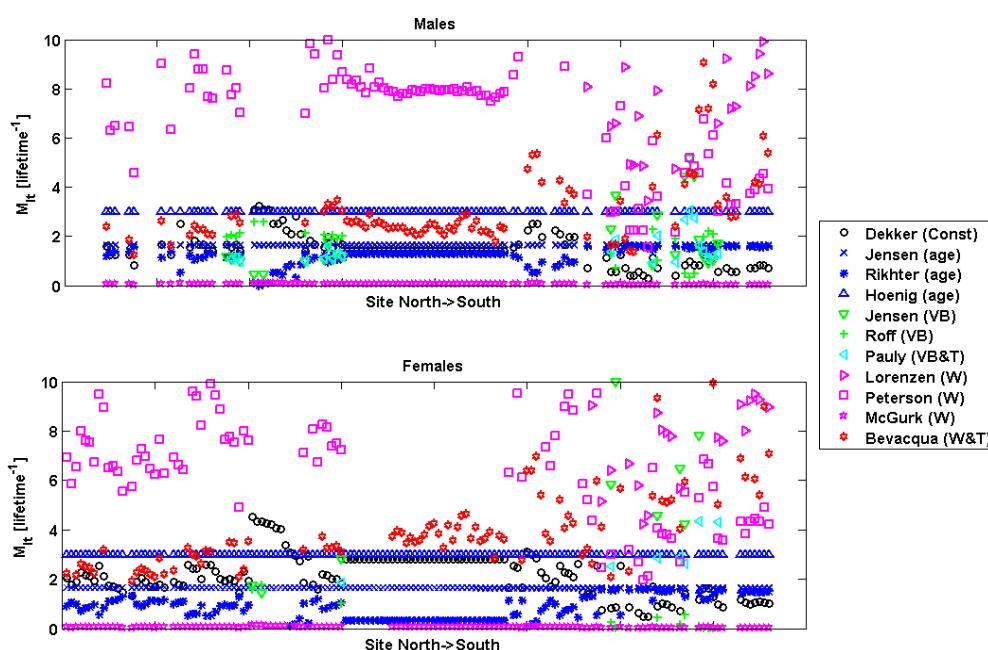 Males
10
8
6
4
2
0
M_lt [lifetime^-1]
Site North->South
Females
10
8
6
4
2
0
M_lt [lifetime^-1]
Site North->South
Dekker (Const)
Jensen (age)
Rikhter (age)
Hoenig (age)
Jensen (VB)
Roff (VB)
Pauly (VB&T)
Lorenzen (W)
Peterson (W)
McGurk (W)
Bevacqua (W&T)